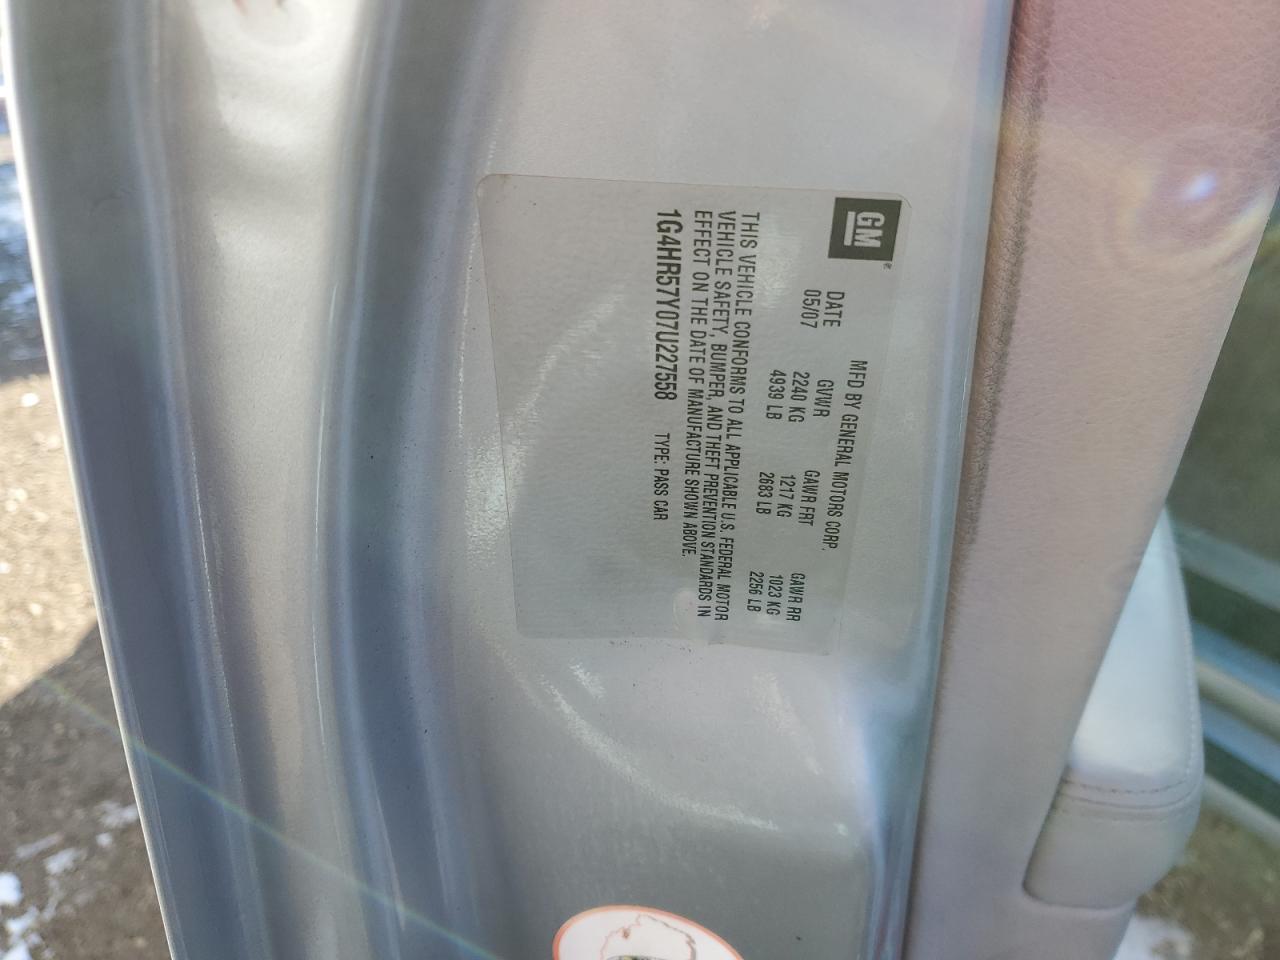 GM
MFD BY GENERAL MOTORS CORP.
DATE GVWR GAWR FRT GAWR RR
05/07 2240 KG 1217 KG 1023 KG
4939 LB 2683 LB 2256 LB
THIS VEHICLE CONFORMS TO ALL APPLICABLE U.S. FEDERAL MOTOR
VEHICLE SAFETY, BUMPER, AND THEFT PREVENTION STANDARDS IN
EFFECT ON THE DATE OF MANUFACTURE SHOWN ABOVE.
1G4HR57Y07U227558 TYPE: PASS CAR